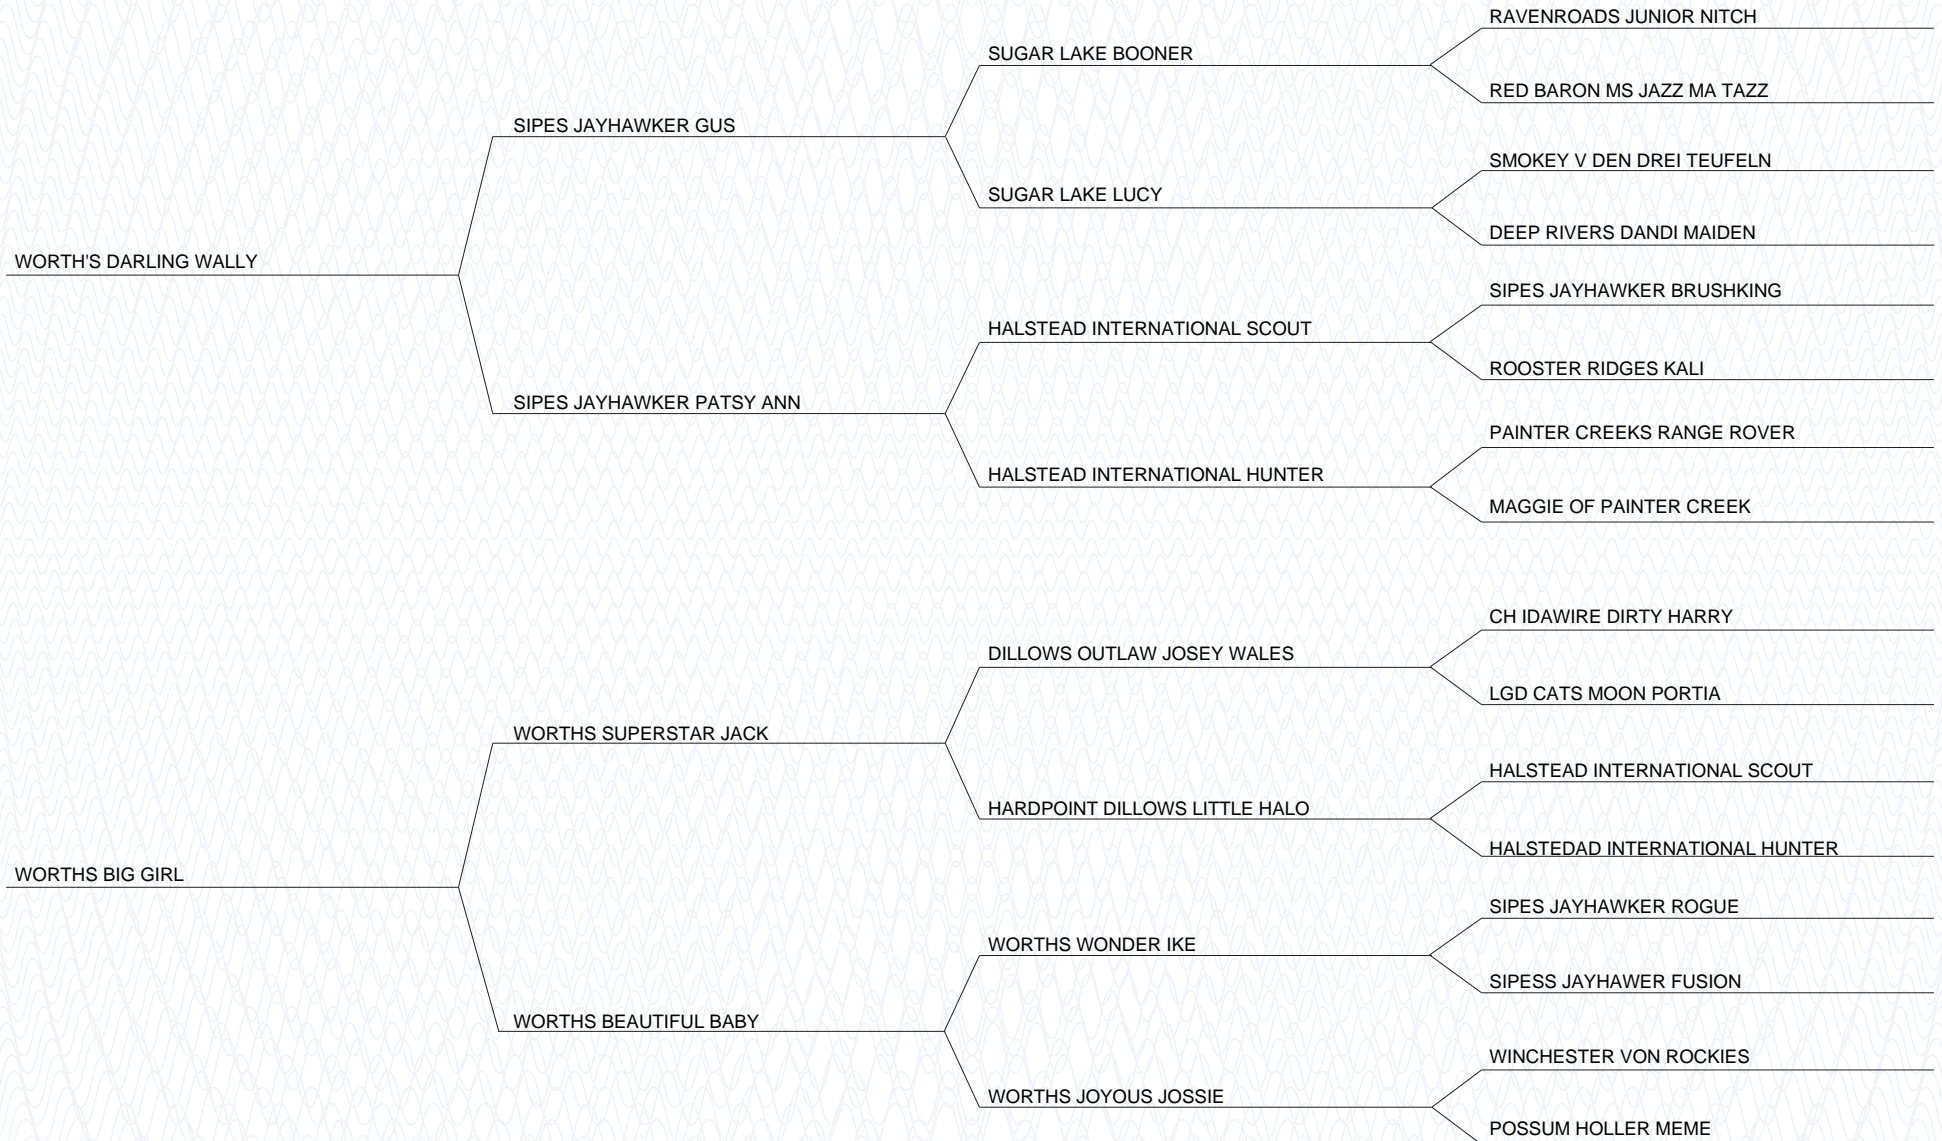 RAVENROADS JUNIOR NITCH
SUGAR LAKE BOONER
RED BARON MS JAZZ MA TAZZ
SIPES JAYHAWKER GUS
SMOKEY V DEN DREI TEUFELN
SUGAR LAKE LUCY
DEEP RIVERS DANDI MAIDEN
WORTH'S DARLING WALLY
SIPES JAYHAWKER BRUSHKING
HALSTEAD INTERNATIONAL SCOUT
ROOSTER RIDGES KALI
SIPES JAYHAWKER PATSY ANN
PAINTER CREEKS RANGE ROVER
HALSTEAD INTERNATIONAL HUNTER
MAGGIE OF PAINTER CREEK
CH IDAWIRE DIRTY HARRY
DILLOWS OUTLAW JOSEY WALES
LGD CATS MOON PORTIA
WORTHS SUPERSTAR JACK
HALSTEAD INTERNATIONAL SCOUT
HARDPOINT DILLOWS LITTLE HALO
HALSTEDAD INTERNATIONAL HUNTER
WORTHS BIG GIRL
SIPES JAYHAWKER ROGUE
WORTHS WONDER IKE
SIPESS JAYHAWER FUSION
WORTHS BEAUTIFUL BABY
WINCHESTER VON ROCKIES
WORTHS JOYOUS JOSSIE
POSSUM HOLLER MEME